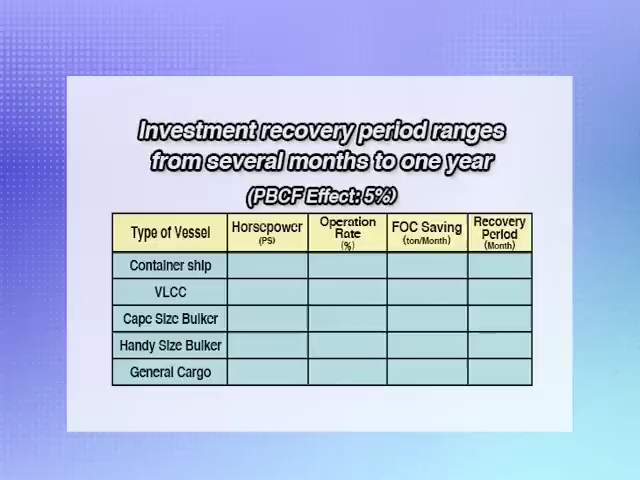 Investment recovery period ranges
from several months to one year
(PBCF Effect: 5%)
Type of Vessel Horsepower (PS) Operation Rate (%) FOC Saving (ton/Month) Recovery Period (Month)
Container ship
VLCC
Cape Size Bulker
Handy Size Bulker
General Cargo